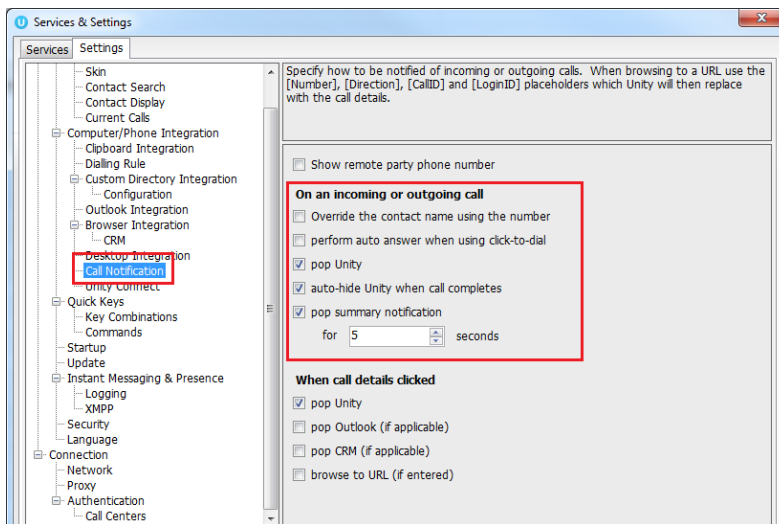 Services & Settings
Services
Settings
Skin
Contact Search
Contact Display
Current Calls
Computer/Phone Integration
Clipboard Integration
Dialling Rule
Custom Directory Integration
Configuration
Outlook Integration
Browser Integration
CRM
Desktop Integration
Call Notification
Unity Connect
Quick Keys
Key Combinations
Commands
Startup
Update
Instant Messaging & Presence
Logging
XMPP
Security
Language
Connection
Network
Proxy
Authentication
Call Centers
Specify how to be notified of incoming or outgoing calls. When browsing to a URL use the
[Number], [Direction], [CallID] and [LoginID] placeholders which Unity will then replace
with the call details.
Show remote party phone number
On an incoming or outgoing call
Override the contact name using the number
perform auto answer when using click-to-dial
pop Unity
auto-hide Unity when call completes
pop summary notification
for 5 seconds
When call details clicked
pop Unity
pop Outlook (if applicable)
pop CRM (if applicable)
browse to URL (if entered)